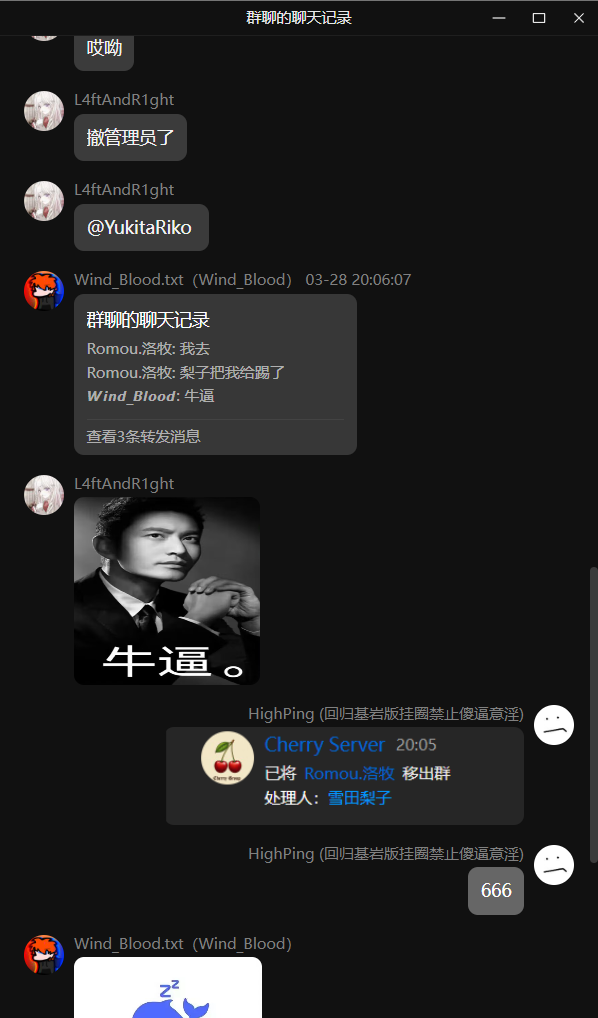 群聊的聊天记录
哎呦
L4ftAndR1ght
撤管理员了
L4ftAndR1ght
@YukitaRiko
Wind_Blood.txt（Wind_Blood） 03-28 20:06:07
群聊的聊天记录
Romou.洛牧: 我去
Romou.洛牧: 梨子把我给踢了
Wind_Blood: 牛逼
查看3条转发消息
L4ftAndR1ght
牛逼。
HighPing (回归基岩版挂圈禁止傻逼意淫)
Cherry Server 20:05
已将 Romou.洛牧 移出群
处理人：雪田梨子
Cherry Group
HighPing (回归基岩版挂圈禁止傻逼意淫)
666
Wind_Blood.txt（Wind_Blood）
zz